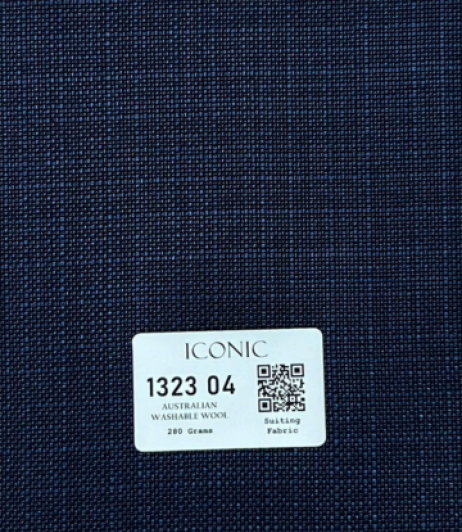 ICONIC
1323 04
AUSTRALIAN
WASHABLE WOOL
280 Grams
Suiting
Fabric